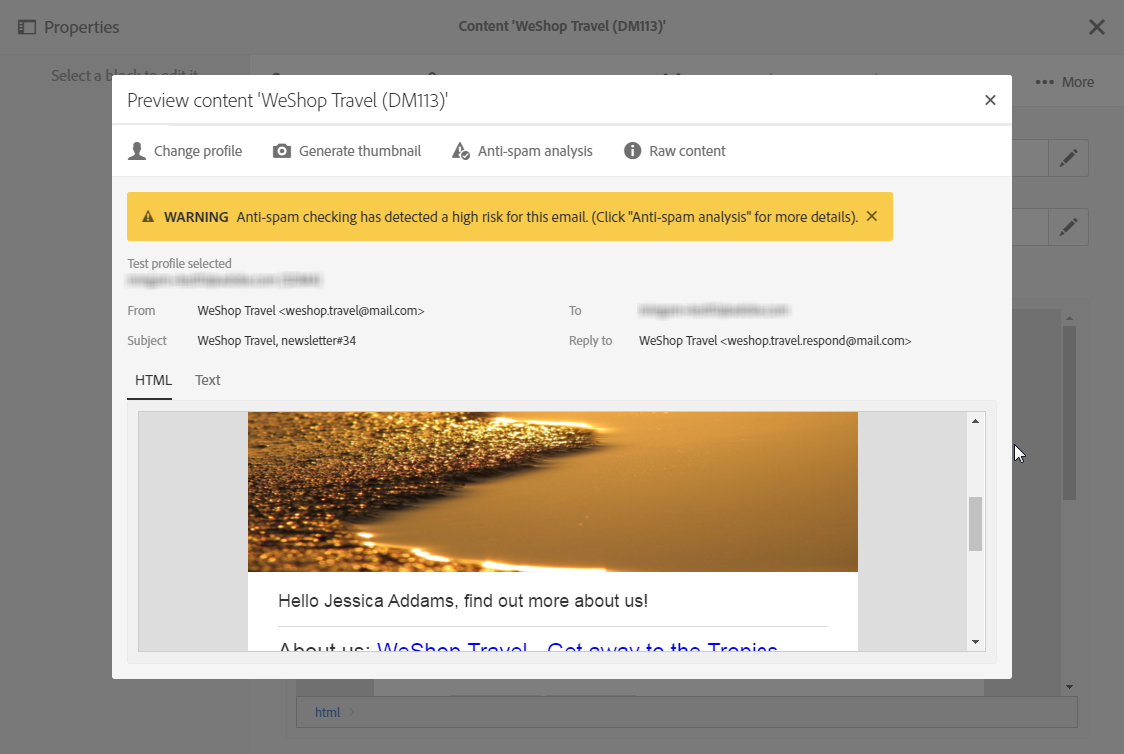 Properties
Content 'WeShop Travel (DM113)'
Select a block to edit it
More
Preview content 'WeShop Travel (DM113)'
Change profile Generate thumbnail Anti-spam analysis Raw content
WARNING Anti-spam checking has detected a high risk for this email. (Click "Anti-spam analysis" for more details).
Test profile selected
From WeShop Travel <weshop.travel@mail.com> To
Subject WeShop Travel, newsletter#34 Reply to WeShop Travel <weshop.travel.respond@mail.com>
HTML Text
Hello Jessica Addams, find out more about us!
About us: WeShop Travel - Get away to the Tropics
html